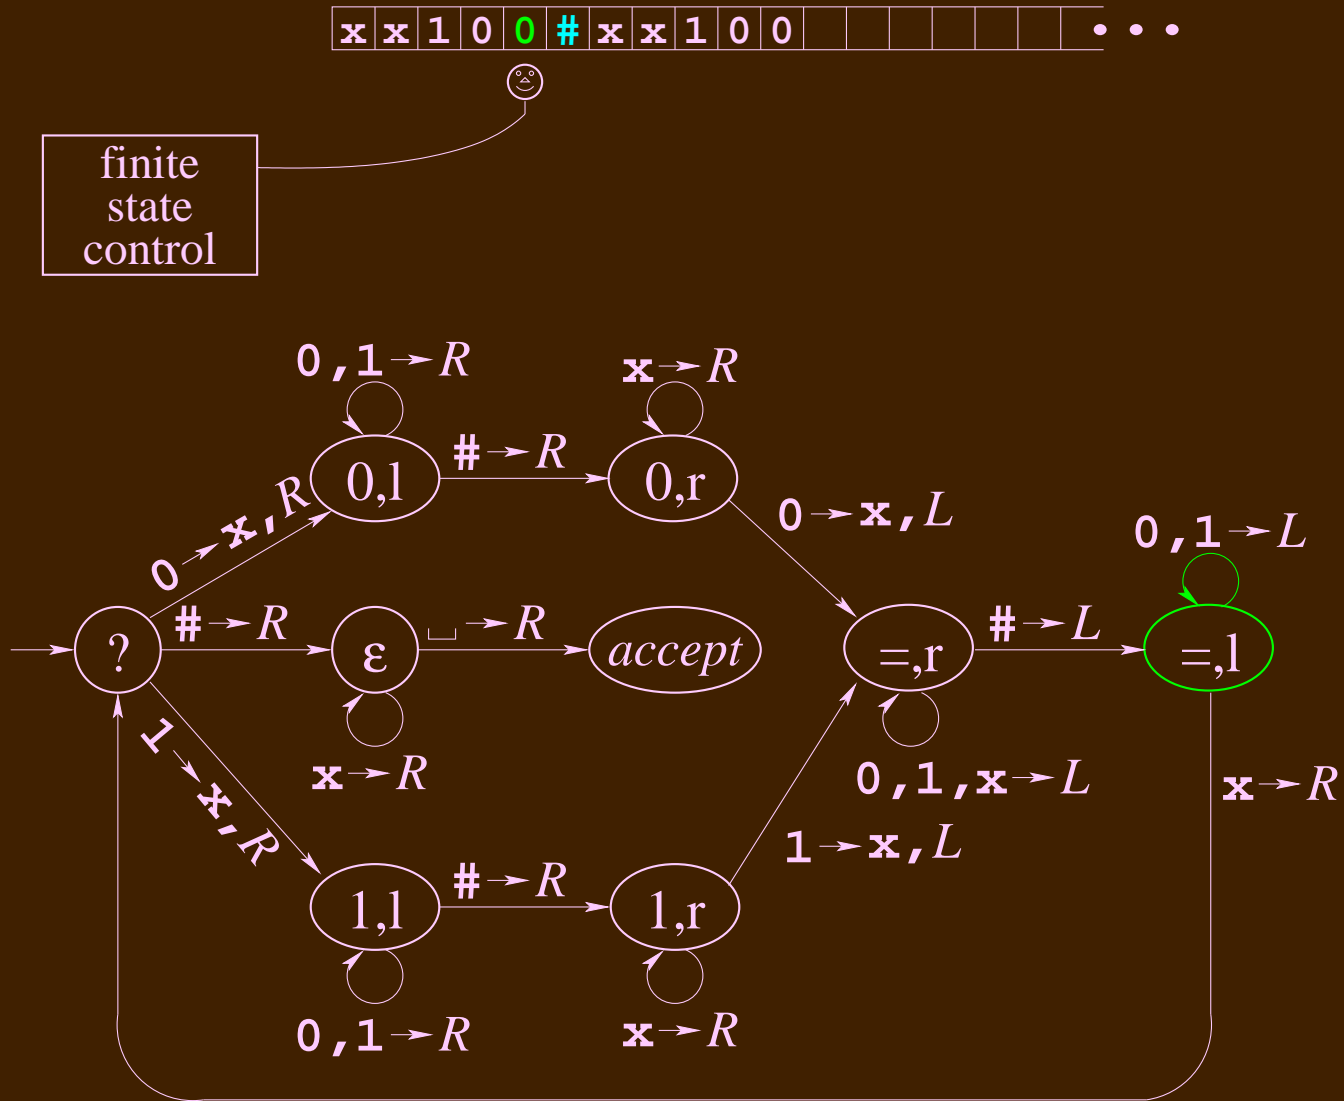 x x 1 0 0 # x x 1 0 0 • • •
finite
state
control
0,1→R
x→R
#→R
0,l
0,r
0→x,R
0→x,L
0,1→L
#→R
␣→R
#→L
?
ε
accept
=,r
=,l
x→R
0,1,x→L
x→R
1→x,R
1→x,L
#→R
1,l
1,r
0,1→R
x→R